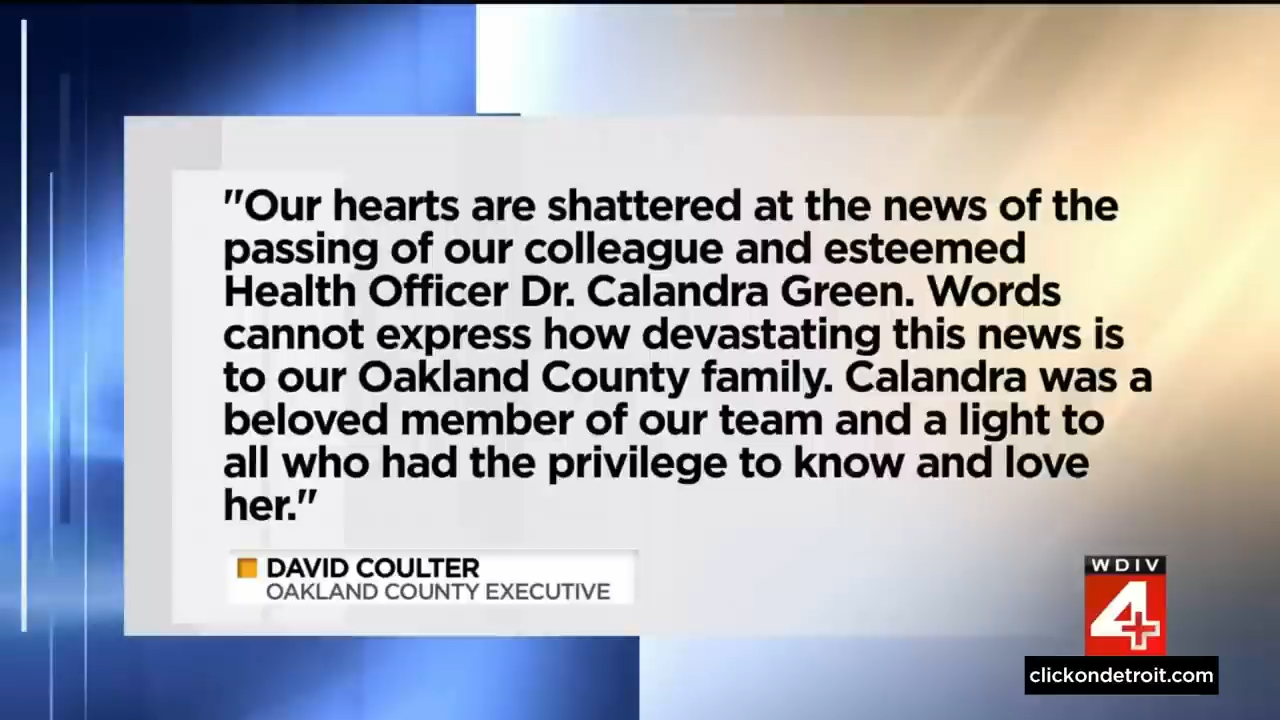 "Our hearts are shattered at the news of the
passing of our colleague and esteemed
Health Officer Dr. Calandra Green. Words
cannot express how devastating this news is
to our Oakland County family. Calandra was a
beloved member of our team and a light to
all who had the privilege to know and love
her."
DAVID COULTER
OAKLAND COUNTY EXECUTIVE
WDIV
4+
clickondetroit.com